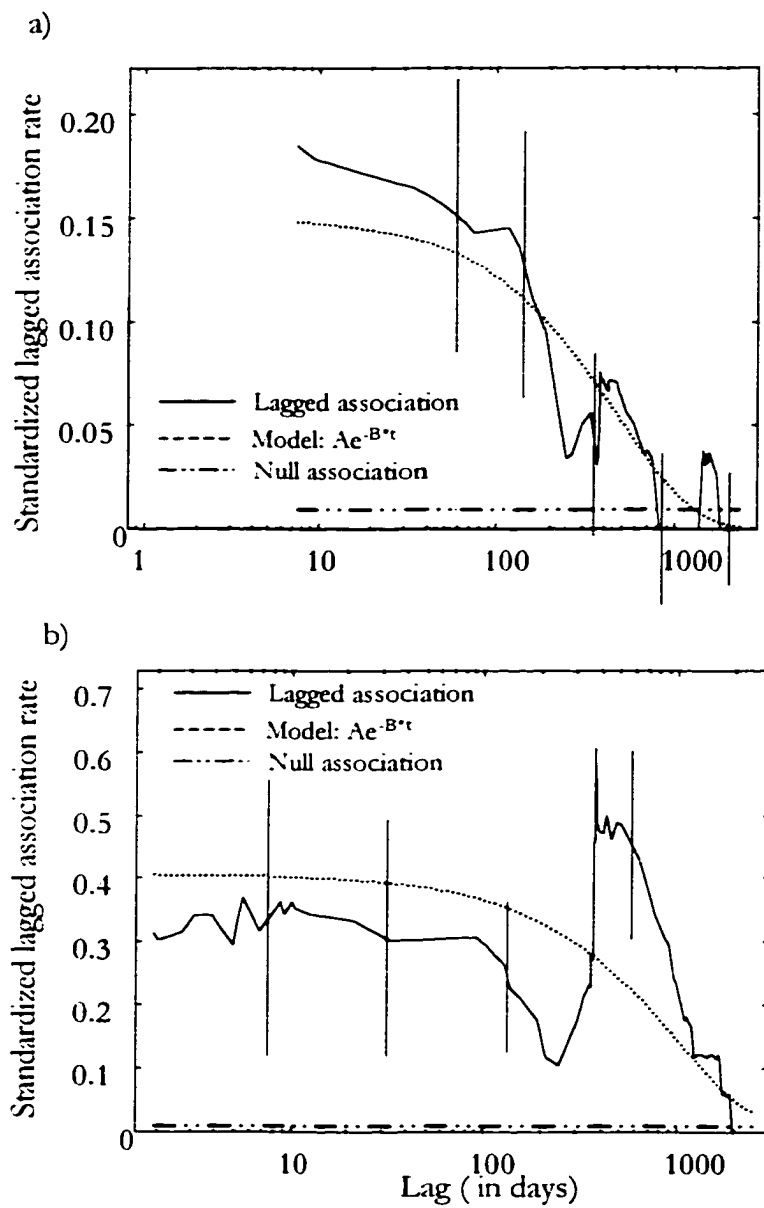 a)
Standardized lagged association rate
0.20
0.15
0.10
0.05
0
Lagged association
Model: Ae-B*t
Null association
1 10 100 1000
b)
Standardized lagged association rate
0.7
0.6
0.5
0.4
0.3
0.2
0.1
0
Lagged association
Model: Ae-B*t
Null association
10 100 1000
Lag ( in days)